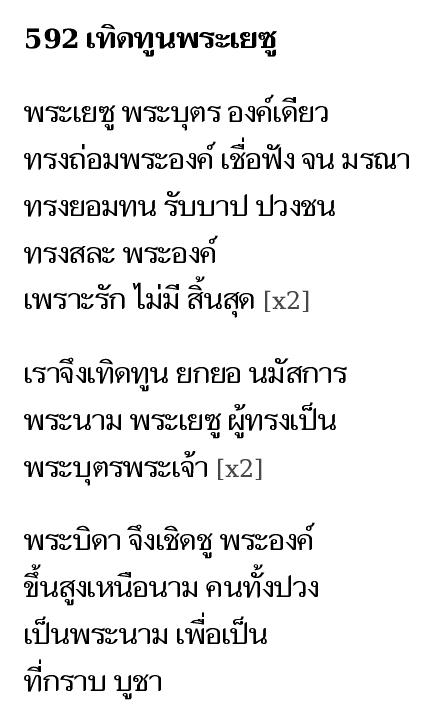 592 เทิดทูนพระเยซู
พระเยซู พระบุตร องค์เดียว
ทรงถ่อมพระองค์ เชื่อฟัง จน มรณา
ทรงยอมทน รับบาป ปวงชน
ทรงสละ พระองค์
เพราะรัก ไม่มี สิ้นสุด [x2]
เราจึงเทิดทูน ยกยอ นมัสการ
พระนาม พระเยซู ผู้ทรงเป็น
พระบุตรพระเจ้า [x2]
พระบิดา จึงเชิดชู พระองค์
ขึ้นสูงเหนือนาม คนทั้งปวง
เป็นพระนาม เพื่อเป็น
ที่กราบ บูชา